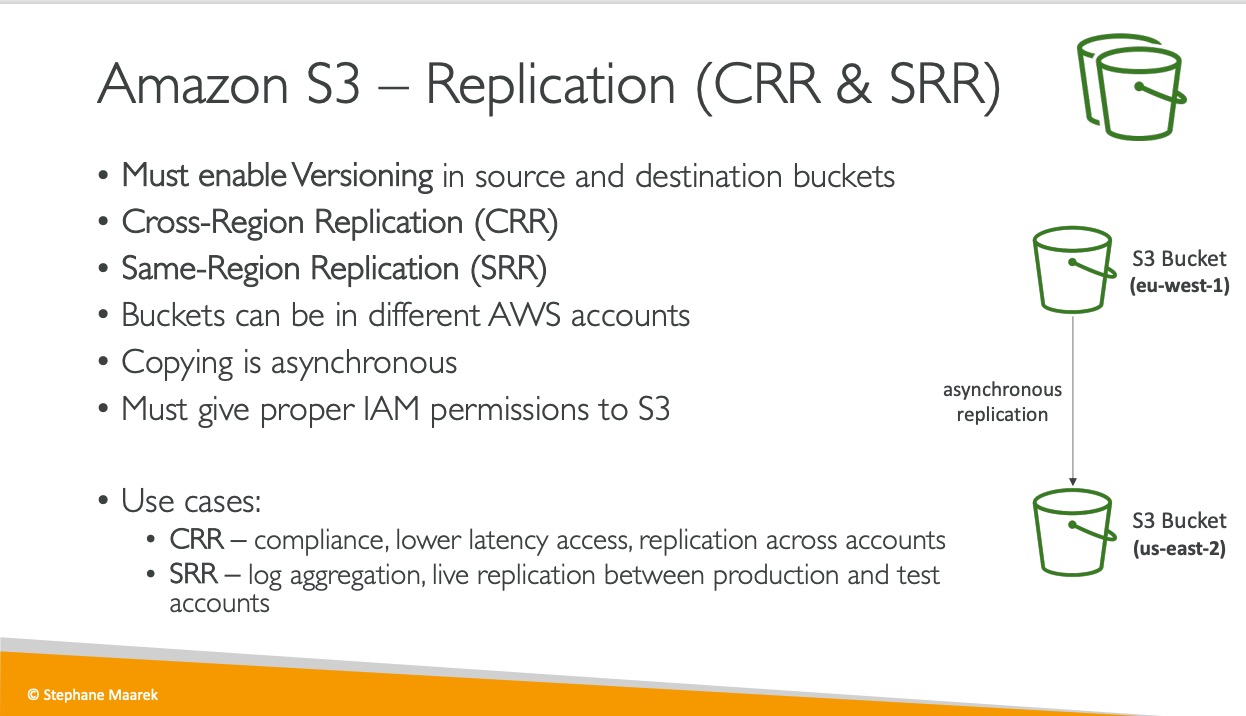 Amazon S3 – Replication (CRR & SRR)
• Must enable Versioning in source and destination buckets
• Cross-Region Replication (CRR)
• Same-Region Replication (SRR)
• Buckets can be in different AWS accounts
• Copying is asynchronous
• Must give proper IAM permissions to S3
• Use cases:
• CRR – compliance, lower latency access, replication across accounts
• SRR – log aggregation, live replication between production and test
accounts
S3 Bucket
(eu-west-1)
asynchronous
replication
S3 Bucket
(us-east-2)
© Stephane Maarek